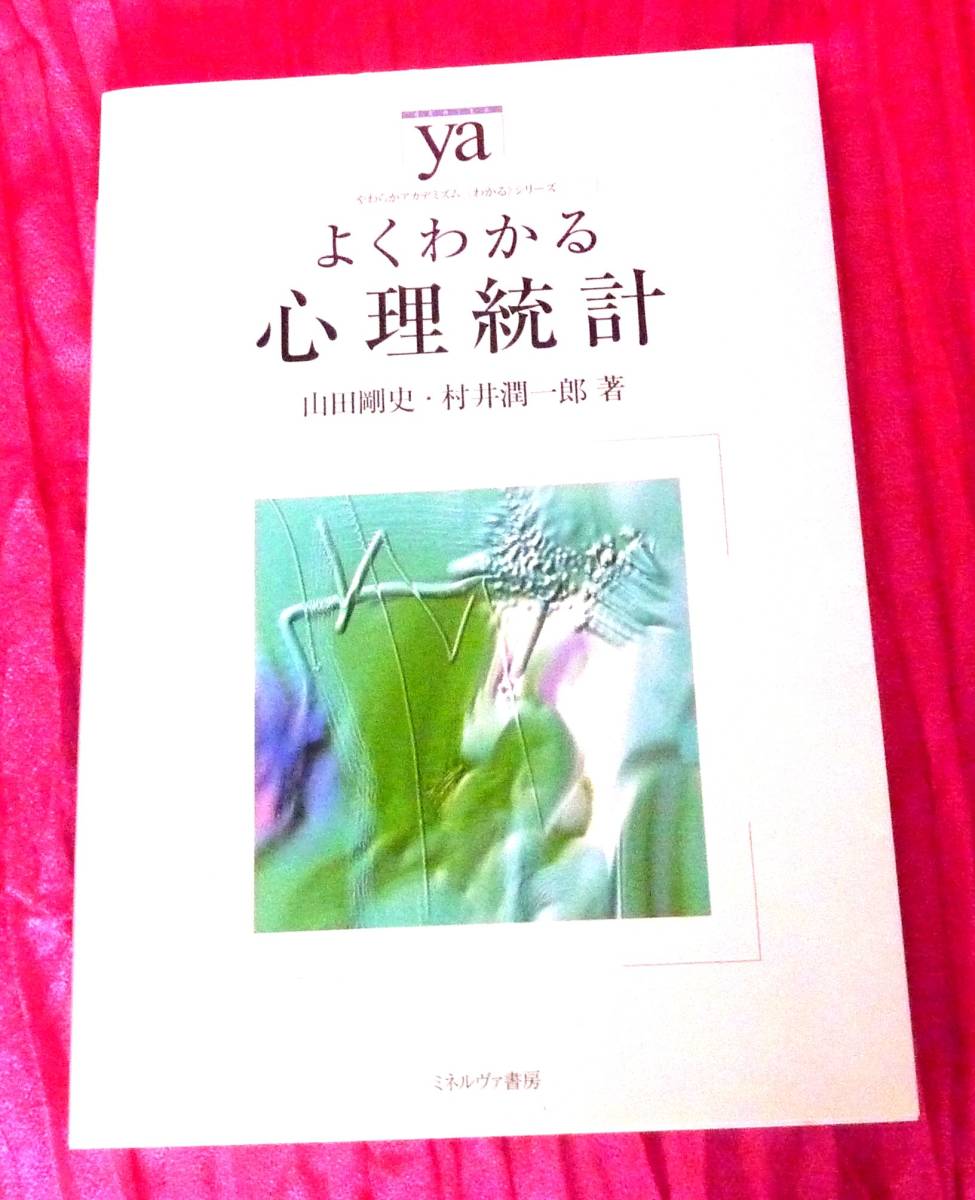 ya
やわらかアカデミズム〈わかる〉シリーズ
よくわかる
心理統計
山田剛史・村井潤一郎 著
ミネルヴァ書房